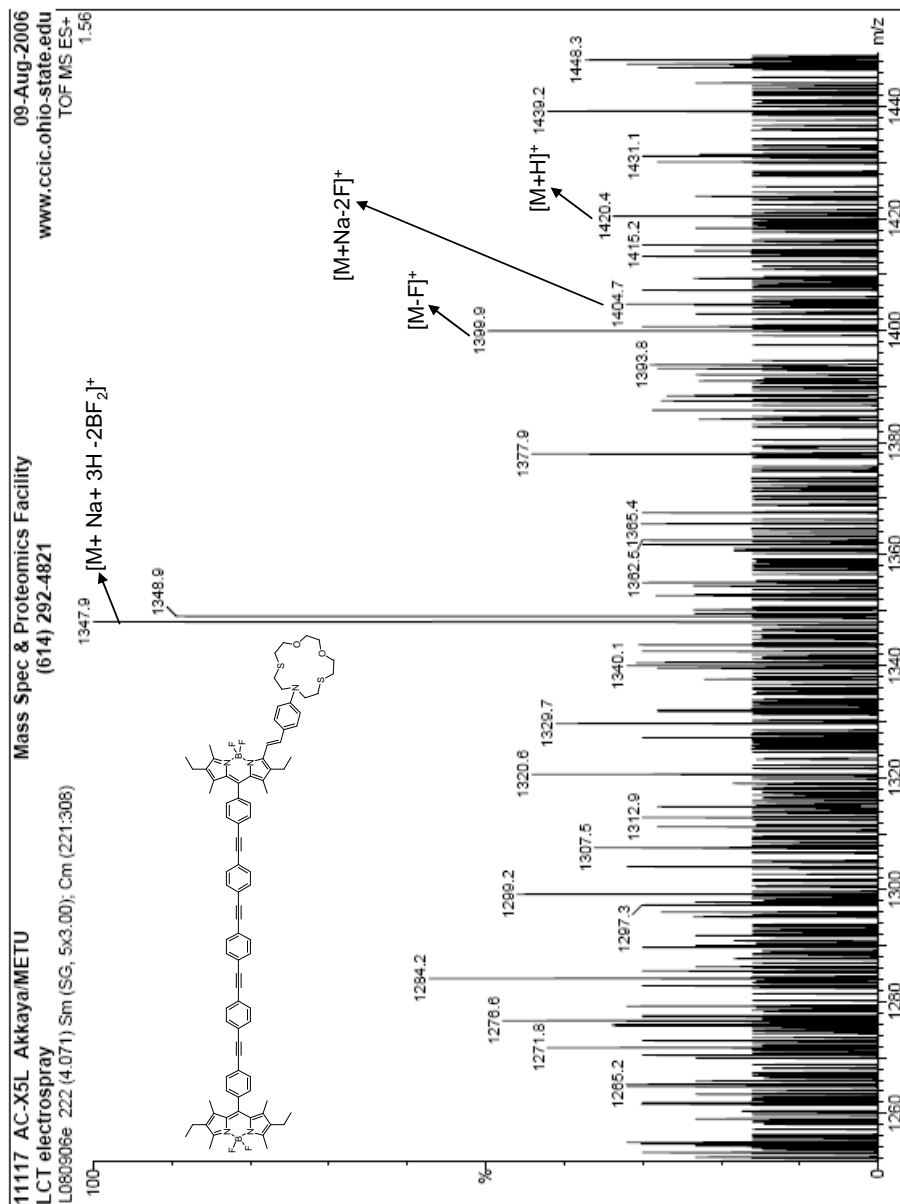 11117 AC-X5L Akkaya/METU
Mass Spec & Proteomics Facility
09-Aug-2006
LCT electrospray
(614) 292-4821
www.ccic.ohio-state.edu
L080906e 222 (4.071) Sm (SG, 5x3.00); Cm (221:308)
TOF MS ES+
1.56
100
%
0
1347.9
[M+ Na+ 3H -2BF2]+
1348.9
[M-F]+
1399.9
[M+Na-2F]+
1404.7
[M+H]+
1420.4
1265.2
1271.8
1276.6
1284.2
1297.3
1299.2
1307.5
1312.9
1320.6
1329.7
1340.1
1362.5
1365.4
1377.9
1393.8
1415.2
1431.1
1439.2
1448.3
F
F
B
N
N
N
N
B
F
F
N
S
O
O
S
1260
1280
1300
1320
1340
1360
1380
1400
1420
1440
m/z